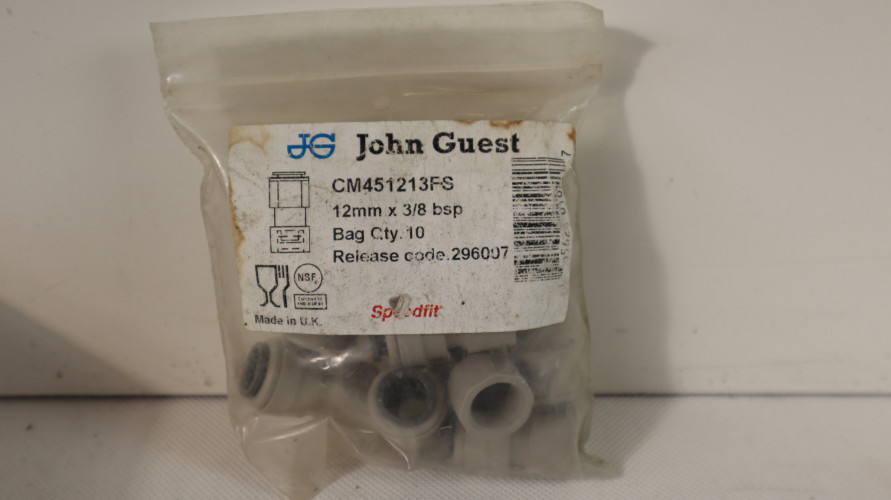 JG John Guest
CM451213FS
12mm x 3/8 bsp
Bag Qty. 10
Release code.296007
NSF.
Made in U.K.
Speedfit